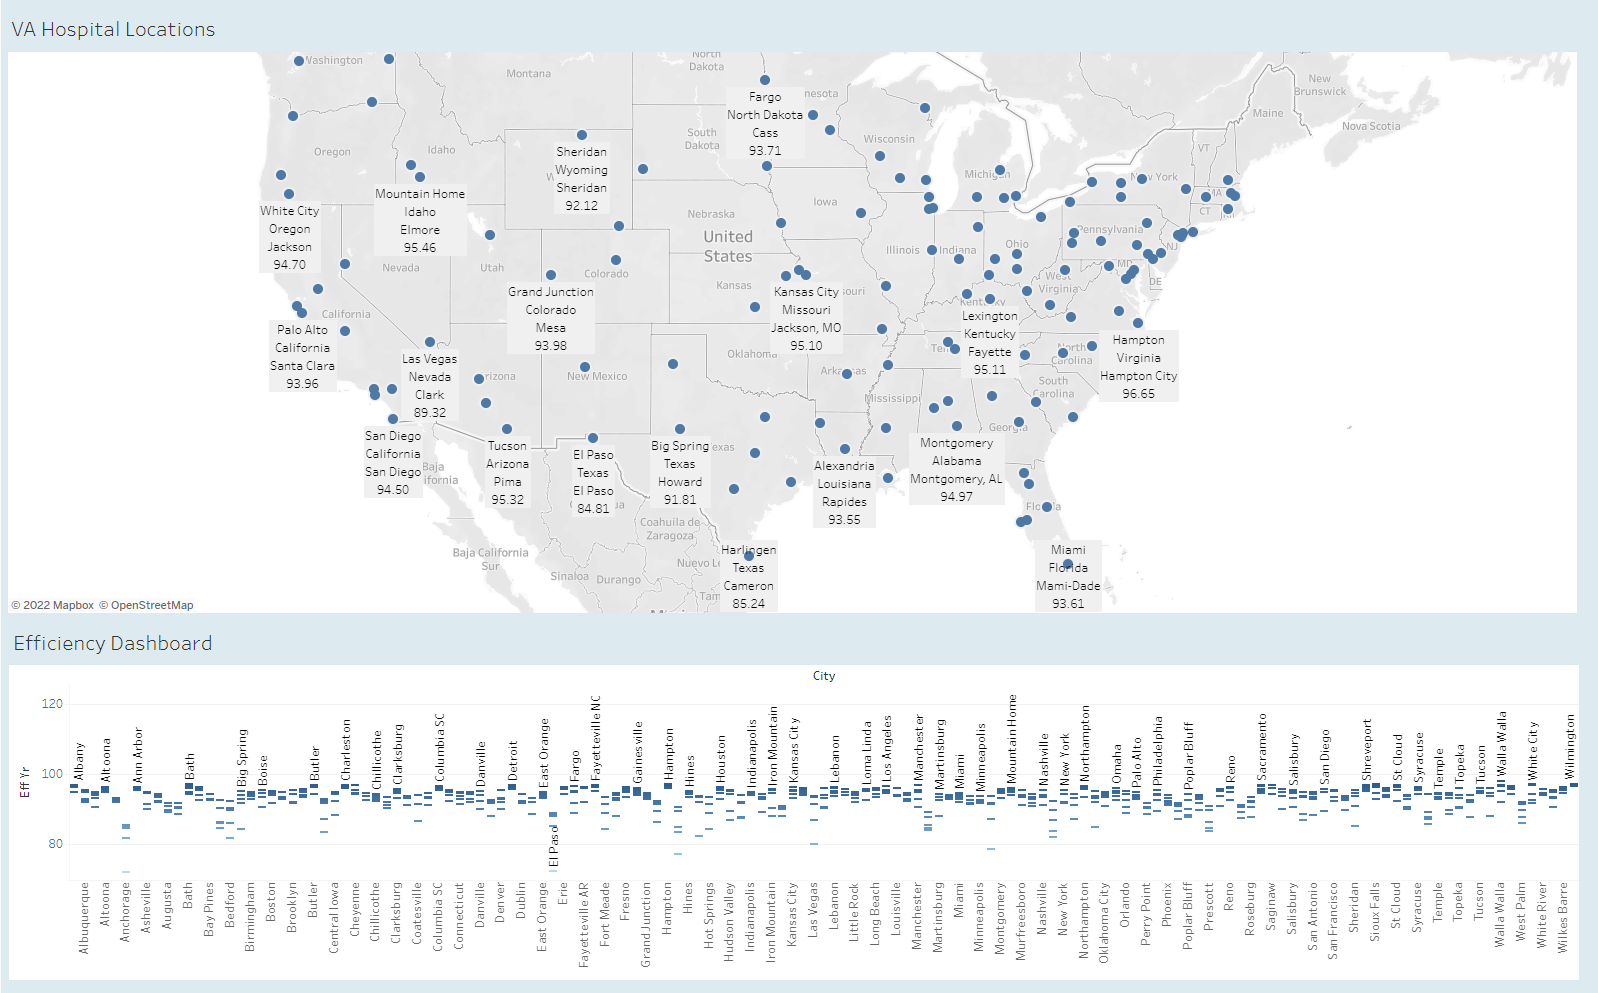 VA Hospital Locations
Washington
Montana
North
Dakota
nesota
New
Brunswick
Maine
Nova Scotia
Fargo
North Dakota
Cass
93.71
Oregon
Idaho
South
Dakota
Wisconsin
VT
Sheridan
Wyoming
Sheridan
92.12
Michigan
New York
MA
CT
Mountain Home
Idaho
Elmore
95.46
White City
Oregon
Jackson
94.70
Nebraska
Iowa
United
States
Illinois
Indiana
Ohio
Pennsylvania
NJ
MD
DE
Nevada
Utah
Colorado
Kansas
souri
West
Virginia
Grand Junction
Colorado
Mesa
93.98
Kansas City
Missouri
Jackson, MO
95.10
California
Lexington
Kentucky
Fayette
95.11
Palo Alto
California
Santa Clara
93.96
Las Vegas
Nevada
Clark
89.32
Hampton
Virginia
Hampton City
96.65
Oklahoma
North
Carolina
rizona
New Mexico
Arkansas
South
Carolina
Mississippi
Georgia
San Diego
California
San Diego
94.50
Baja
ifornia
Tucson
Arizona
Pima
95.32
El Paso
Texas
El Paso
84.81
Big Spring
Texas
Howard
91.81
exas
Alexandria
Louisiana
Rapides
93.55
Montgomery
Alabama
Montgomery, AL
94.97
Florida
Coahuila de
Zaragoza
Baja California
Sur
Sinaloa
Durango
Nuevo Le
Tam
Harlingen
Texas
Cameron
85.24
Miami
Florida
Mami-Dade
93.61
© 2022 Mapbox © OpenStreetMap
Efficiency Dashboard
City
Eff Yr
120
100
80
Albany
Altoona
Ann Arbor
Bath
Big Spring
Boise
Butler
Charleston
Chillicothe
Clarksburg
Columbia SC
Danville
Detroit
East Orange
El Paso
Fargo
Fayetteville NC
Gainesville
Hampton
Hines
Houston
Indianapolis
Iron Mountain
Kansas City
Lebanon
Loma Linda
Los Angeles
Manchester
Martinsburg
Miami
Minneapolis
Mountain Home
Nashville
New York
Northampton
Omaha
Palo Alto
Philadelphia
Poplar Bluff
Reno
Sacramento
Salisbury
San Diego
Shreveport
St Cloud
Syracuse
Temple
Topeka
Tucson
Walla Walla
White City
Wilmington
Albuquerque
Altoona
Anchorage
Asheville
Augusta
Bath
Bay Pines
Bedford
Birmingham
Boston
Brooklyn
Butler
Central Iowa
Cheyenne
Chillicothe
Clarksburg
Coatesville
Columbia SC
Connecticut
Danville
Denver
Dublin
East Orange
Erie
Fayetteville AR
Fort Meade
Fresno
Grand Junction
Hampton
Hines
Hot Springs
Hudson Valley
Indianapolis
Iron Mountain
Kansas City
Las Vegas
Lebanon
Little Rock
Long Beach
Louisville
Manchester
Martinsburg
Miami
Minneapolis
Montgomery
Murfreesboro
Nashville
New York
Northampton
Oklahoma City
Orlando
Perry Point
Phoenix
Poplar Bluff
Prescott
Reno
Roseburg
Saginaw
Salisbury
San Antonio
San Francisco
Sheridan
Sioux Falls
St Cloud
Syracuse
Temple
Topeka
Tucson
Walla Walla
West Palm
White River
Wilkes Barre